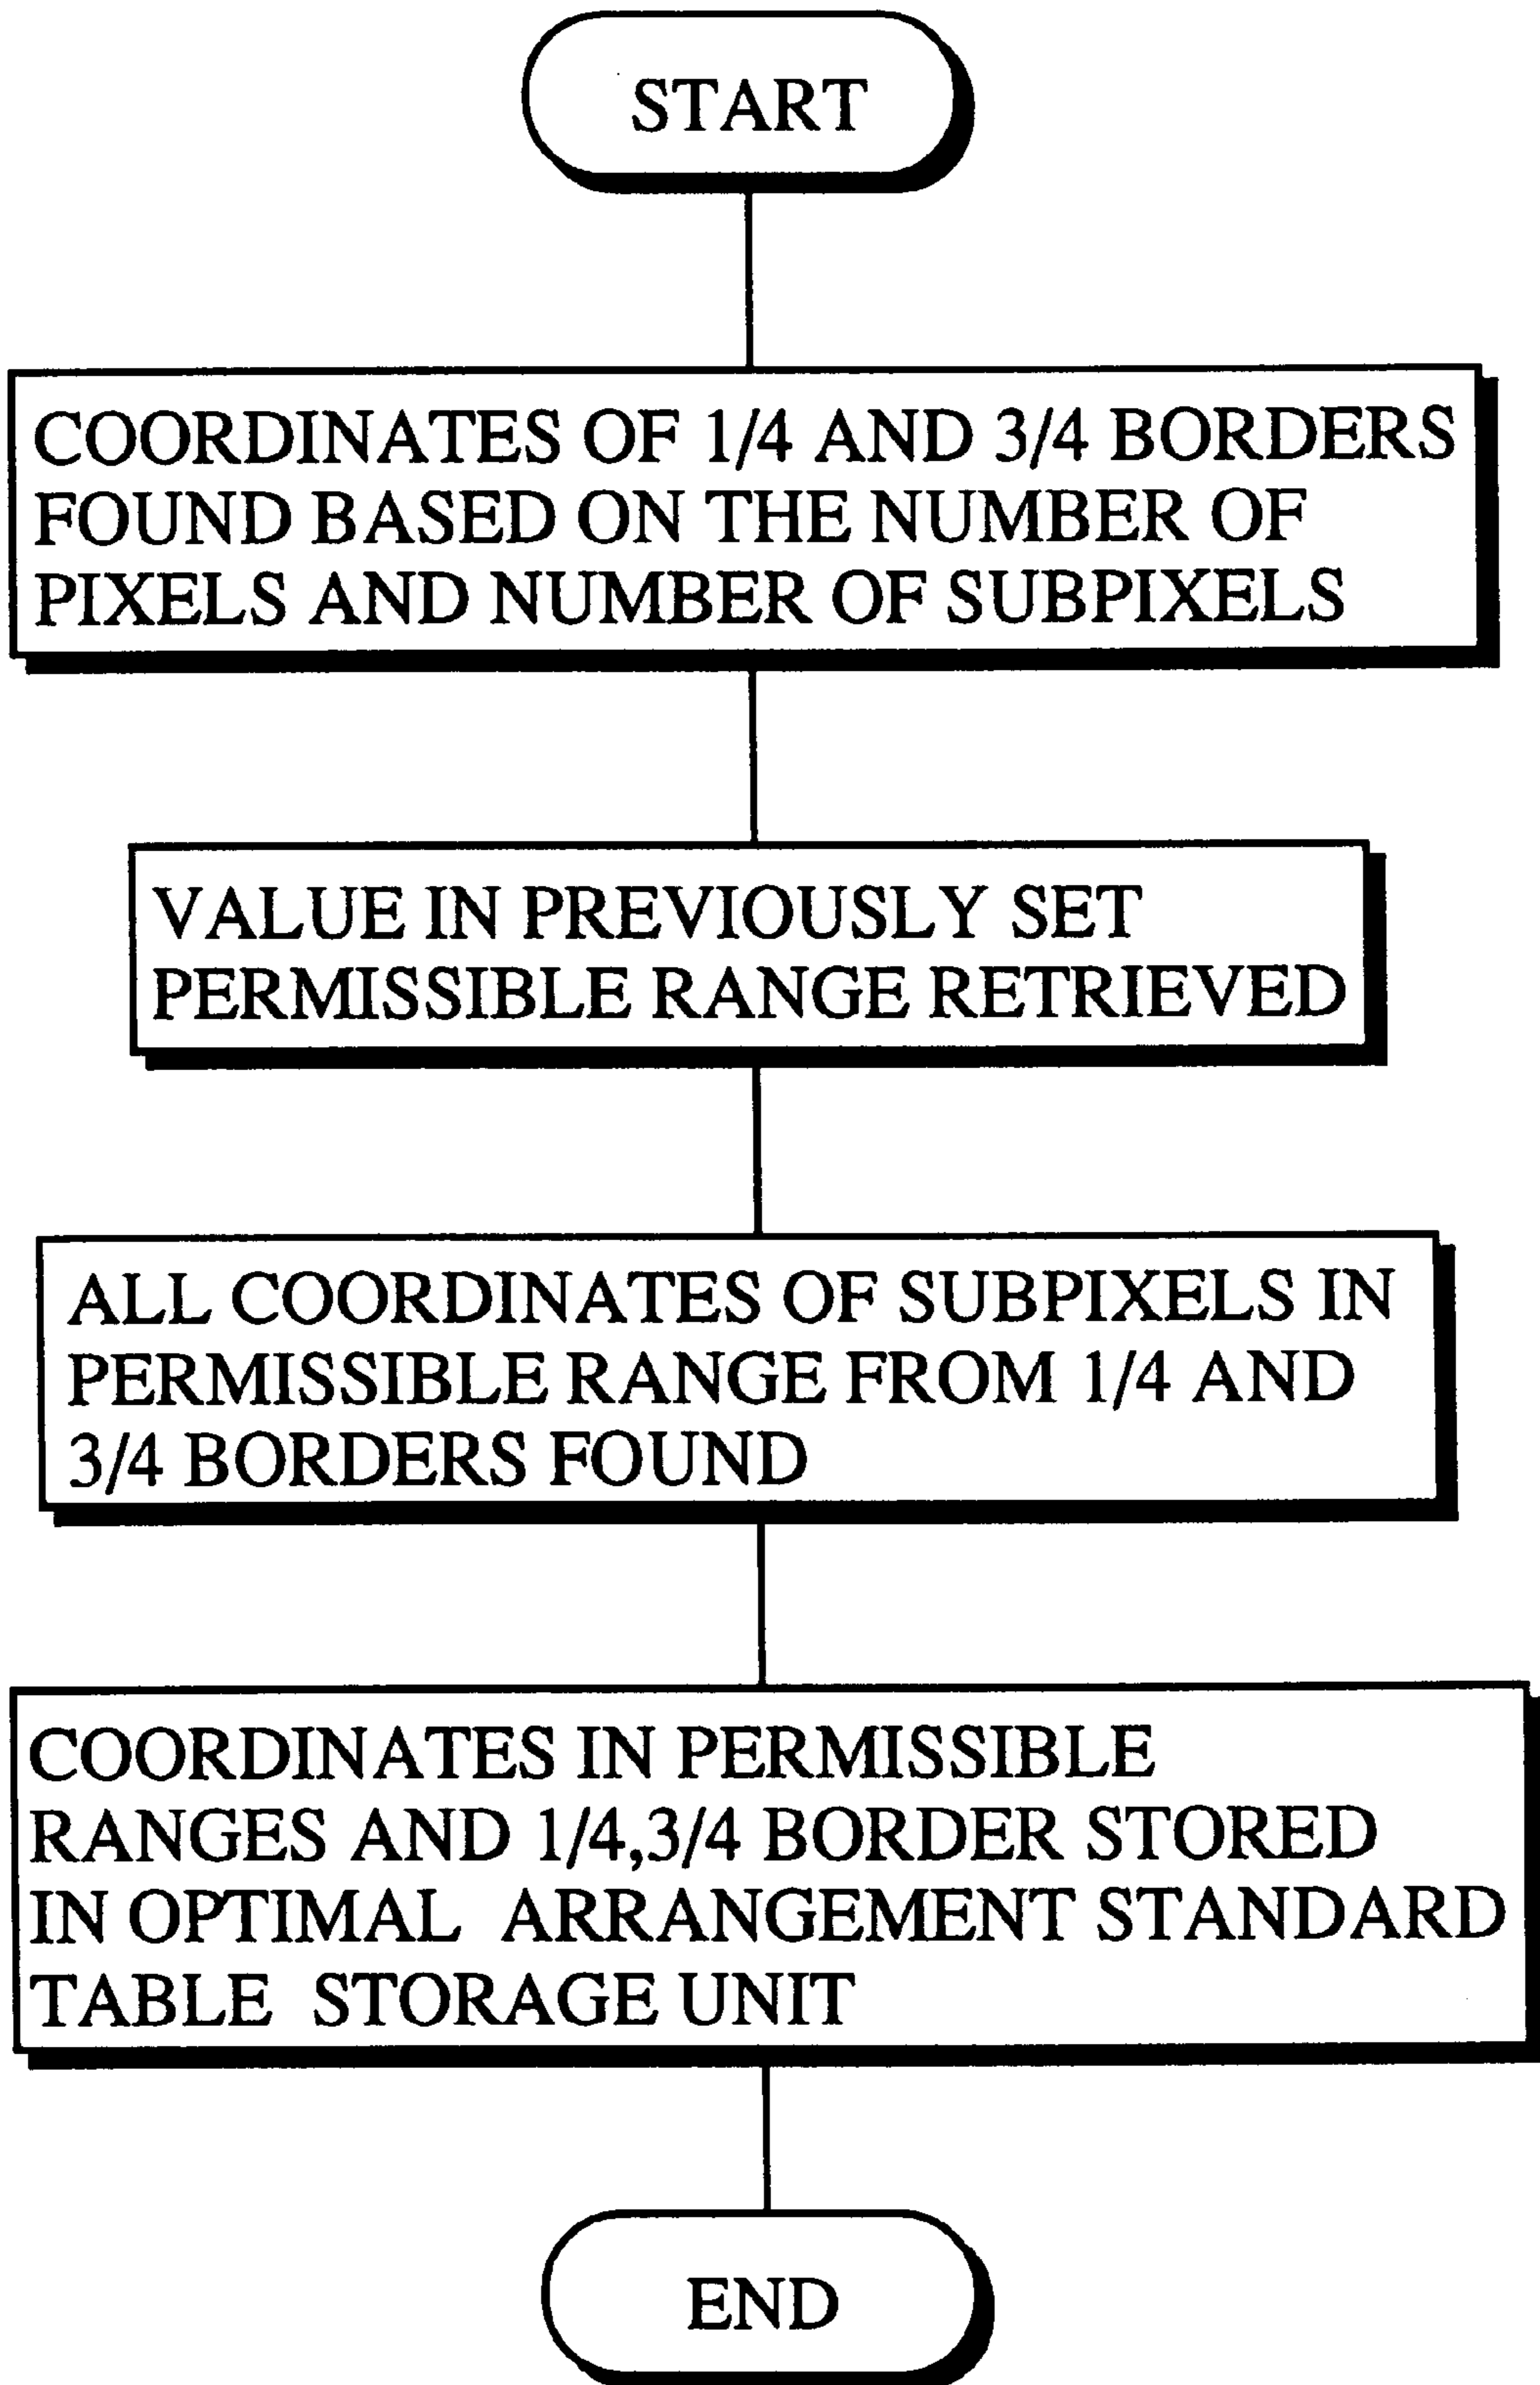 START
COORDINATES OF 1/4 AND 3/4 BORDERS
FOUND BASED ON THE NUMBER OF
PIXELS AND NUMBER OF SUBPIXELS
VALUE IN PREVIOUSLY SET
PERMISSIBLE RANGE RETRIEVED
ALL COORDINATES OF SUBPIXELS IN
PERMISSIBLE RANGE FROM 1/4 AND
3/4 BORDERS FOUND
COORDINATES IN PERMISSIBLE
RANGES AND 1/4,3/4 BORDER STORED
IN OPTIMAL ARRANGEMENT STANDARD
TABLE STORAGE UNIT
END